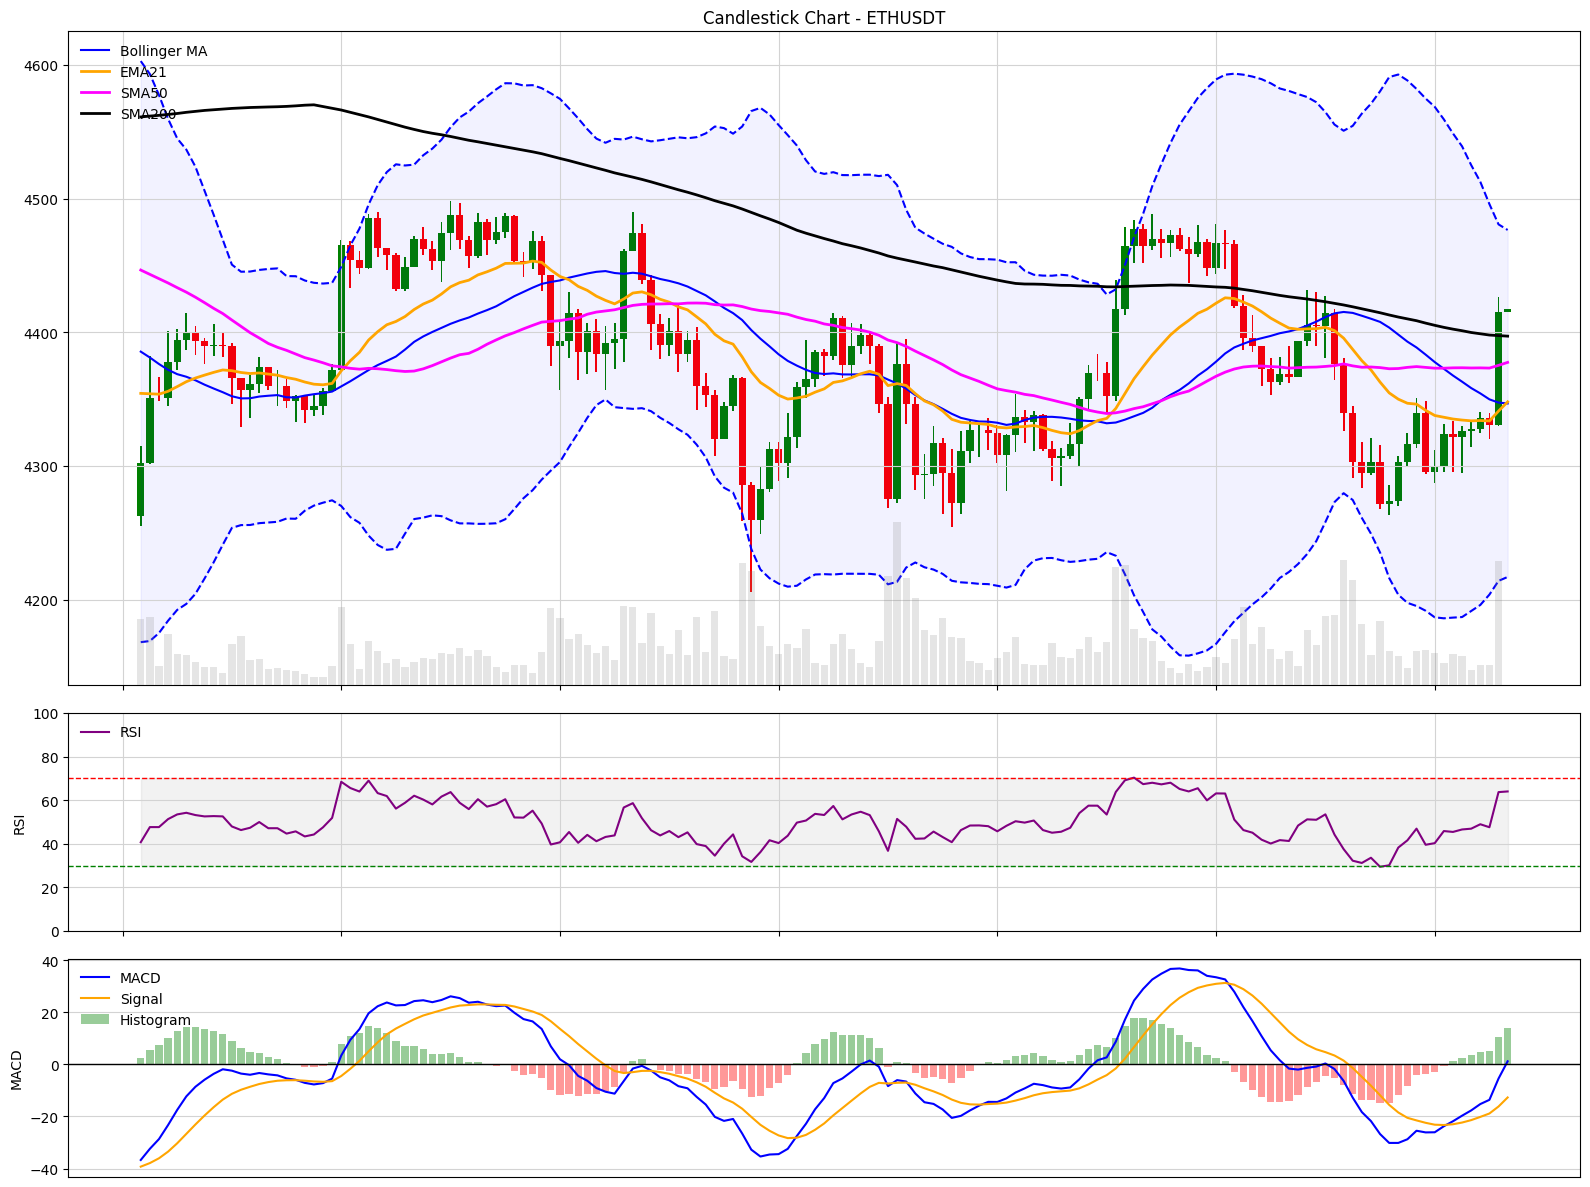 Candlestick Chart - ETHUSDT
Bollinger MA
EMA21
SMA50
SMA200
4600
4500
4400
4300
4200
RSI
100
80
60
40
20
0
RSI
MACD
Signal
Histogram
40
20
0
−20
−40
MACD